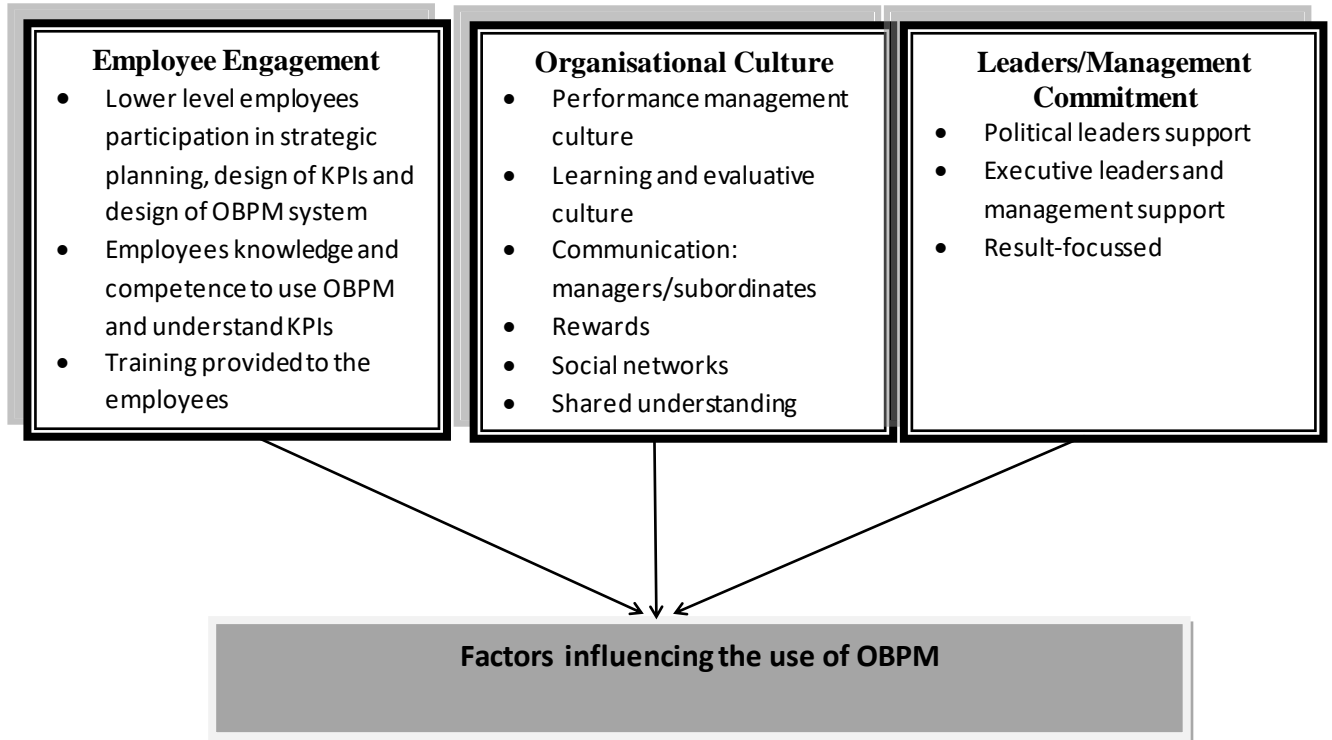 Employee Engagement
• Lower level employees
participation in strategic
planning, design of KPIs and
design of OBPM system
• Employees knowledge and
competence to use OBPM
and understand KPIs
• Training provided to the
employees
Organisational Culture
• Performance management
culture
• Learning and evaluative
culture
• Communication:
managers/subordinates
• Rewards
• Social networks
• Shared understanding
Leaders/Management
Commitment
• Political leaders support
• Executive leaders and
management support
• Result-focussed
Factors influencing the use of OBPM